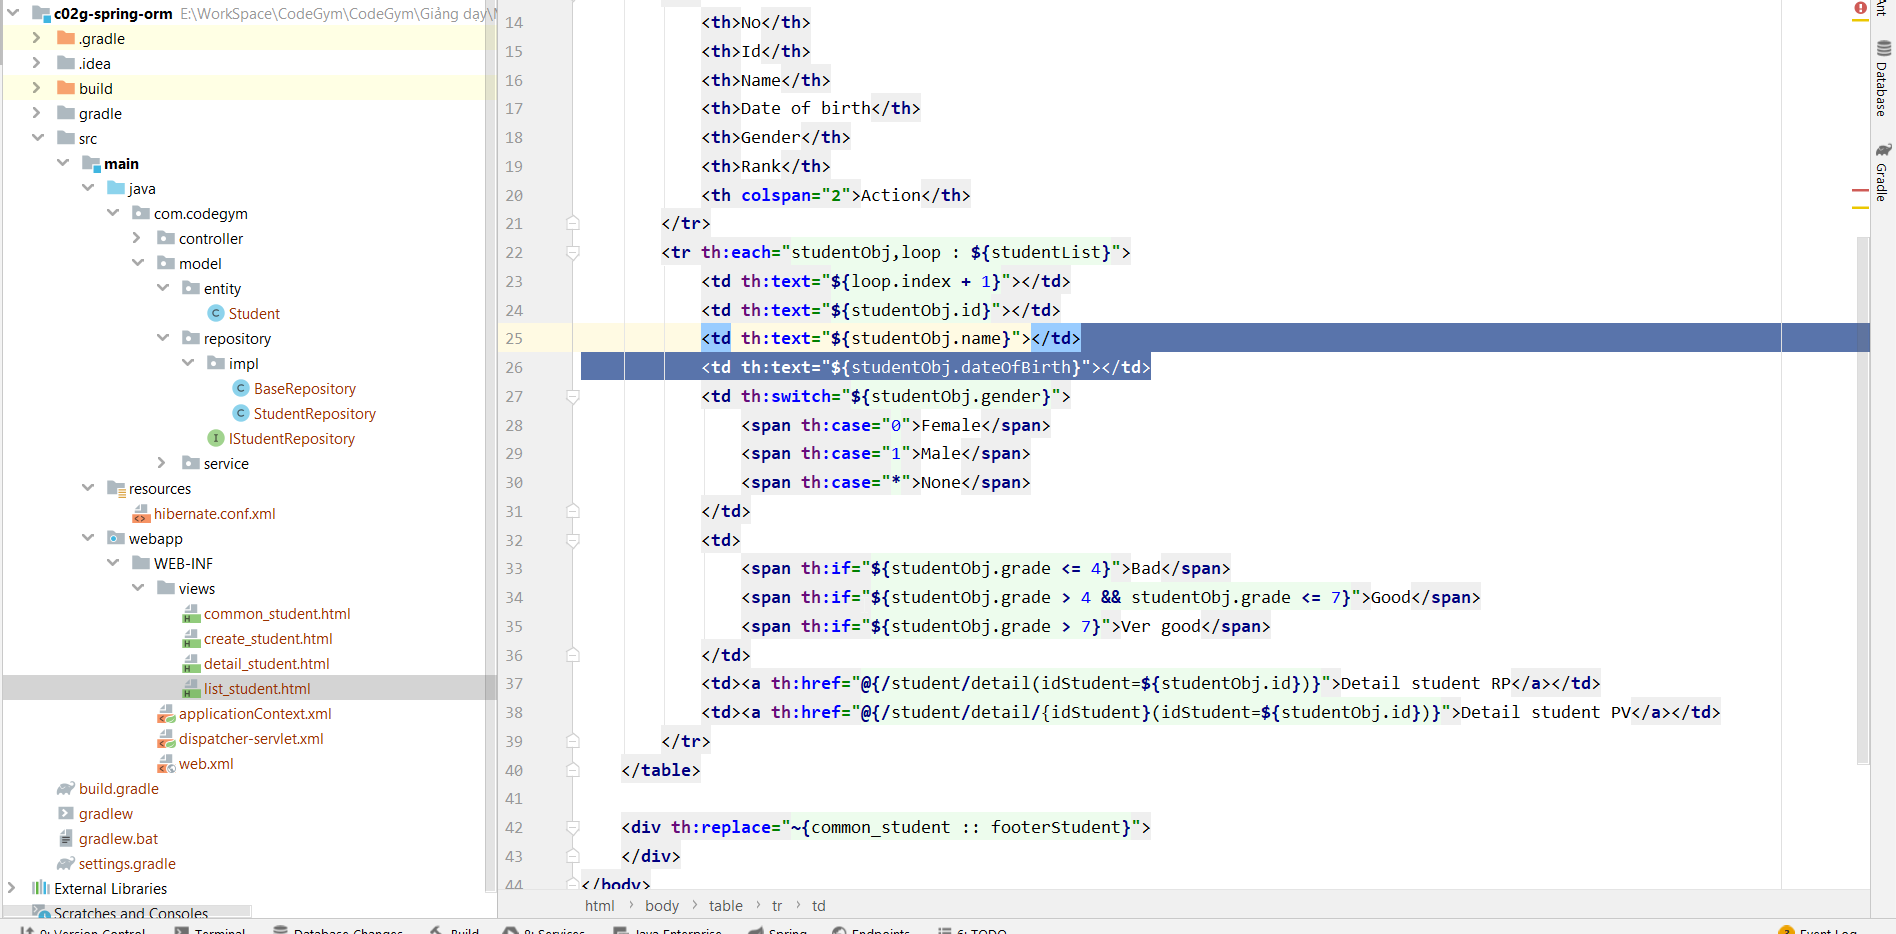 c02g-spring-orm E:\WorkSpace\CodeGym\CodeGym\Giảng dạy\
.gradle
.idea
build
gradle
src
main
java
com.codegym
controller
model
entity
Student
repository
impl
BaseRepository
StudentRepository
IStudentRepository
service
resources
hibernate.conf.xml
webapp
WEB-INF
views
common_student.html
create_student.html
detail_student.html
list_student.html
applicationContext.xml
dispatcher-servlet.xml
web.xml
build.gradle
gradlew
gradlew.bat
settings.gradle
External Libraries
Scratches and Consoles
14 <th>No</th>
15 <th>Id</th>
16 <th>Name</th>
17 <th>Date of birth</th>
18 <th>Gender</th>
19 <th>Rank</th>
20 <th colspan="2">Action</th>
21 </tr>
22 <tr th:each="studentObj,loop : ${studentList}">
23 <td th:text="${loop.index + 1}"></td>
24 <td th:text="${studentObj.id}"></td>
25 <td th:text="${studentObj.name}"></td>
26 <td th:text="${studentObj.dateOfBirth}"></td>
27 <td th:switch="${studentObj.gender}">
28 <span th:case="0">Female</span>
29 <span th:case="1">Male</span>
30 <span th:case="*">None</span>
31 </td>
32 <td>
33 <span th:if="${studentObj.grade <= 4}">Bad</span>
34 <span th:if="${studentObj.grade > 4 && studentObj.grade <= 7}">Good</span>
35 <span th:if="${studentObj.grade > 7}">Ver good</span>
36 </td>
37 <td><a th:href="@{/student/detail(idStudent=${studentObj.id})}">Detail student RP</a></td>
38 <td><a th:href="@{/student/detail/{idStudent}(idStudent=${studentObj.id})}">Detail student PV</a></td>
39 </tr>
40 </table>
41
42 <div th:replace="~{common_student :: footerStudent}">
43 </div>
44 </body>
html › body › table › tr › td
Ant
Database
Gradle
9: Version Control Terminal Database Changes Build 8: Services Java Enterprise Spring Endpoints 6: TODO Event Log